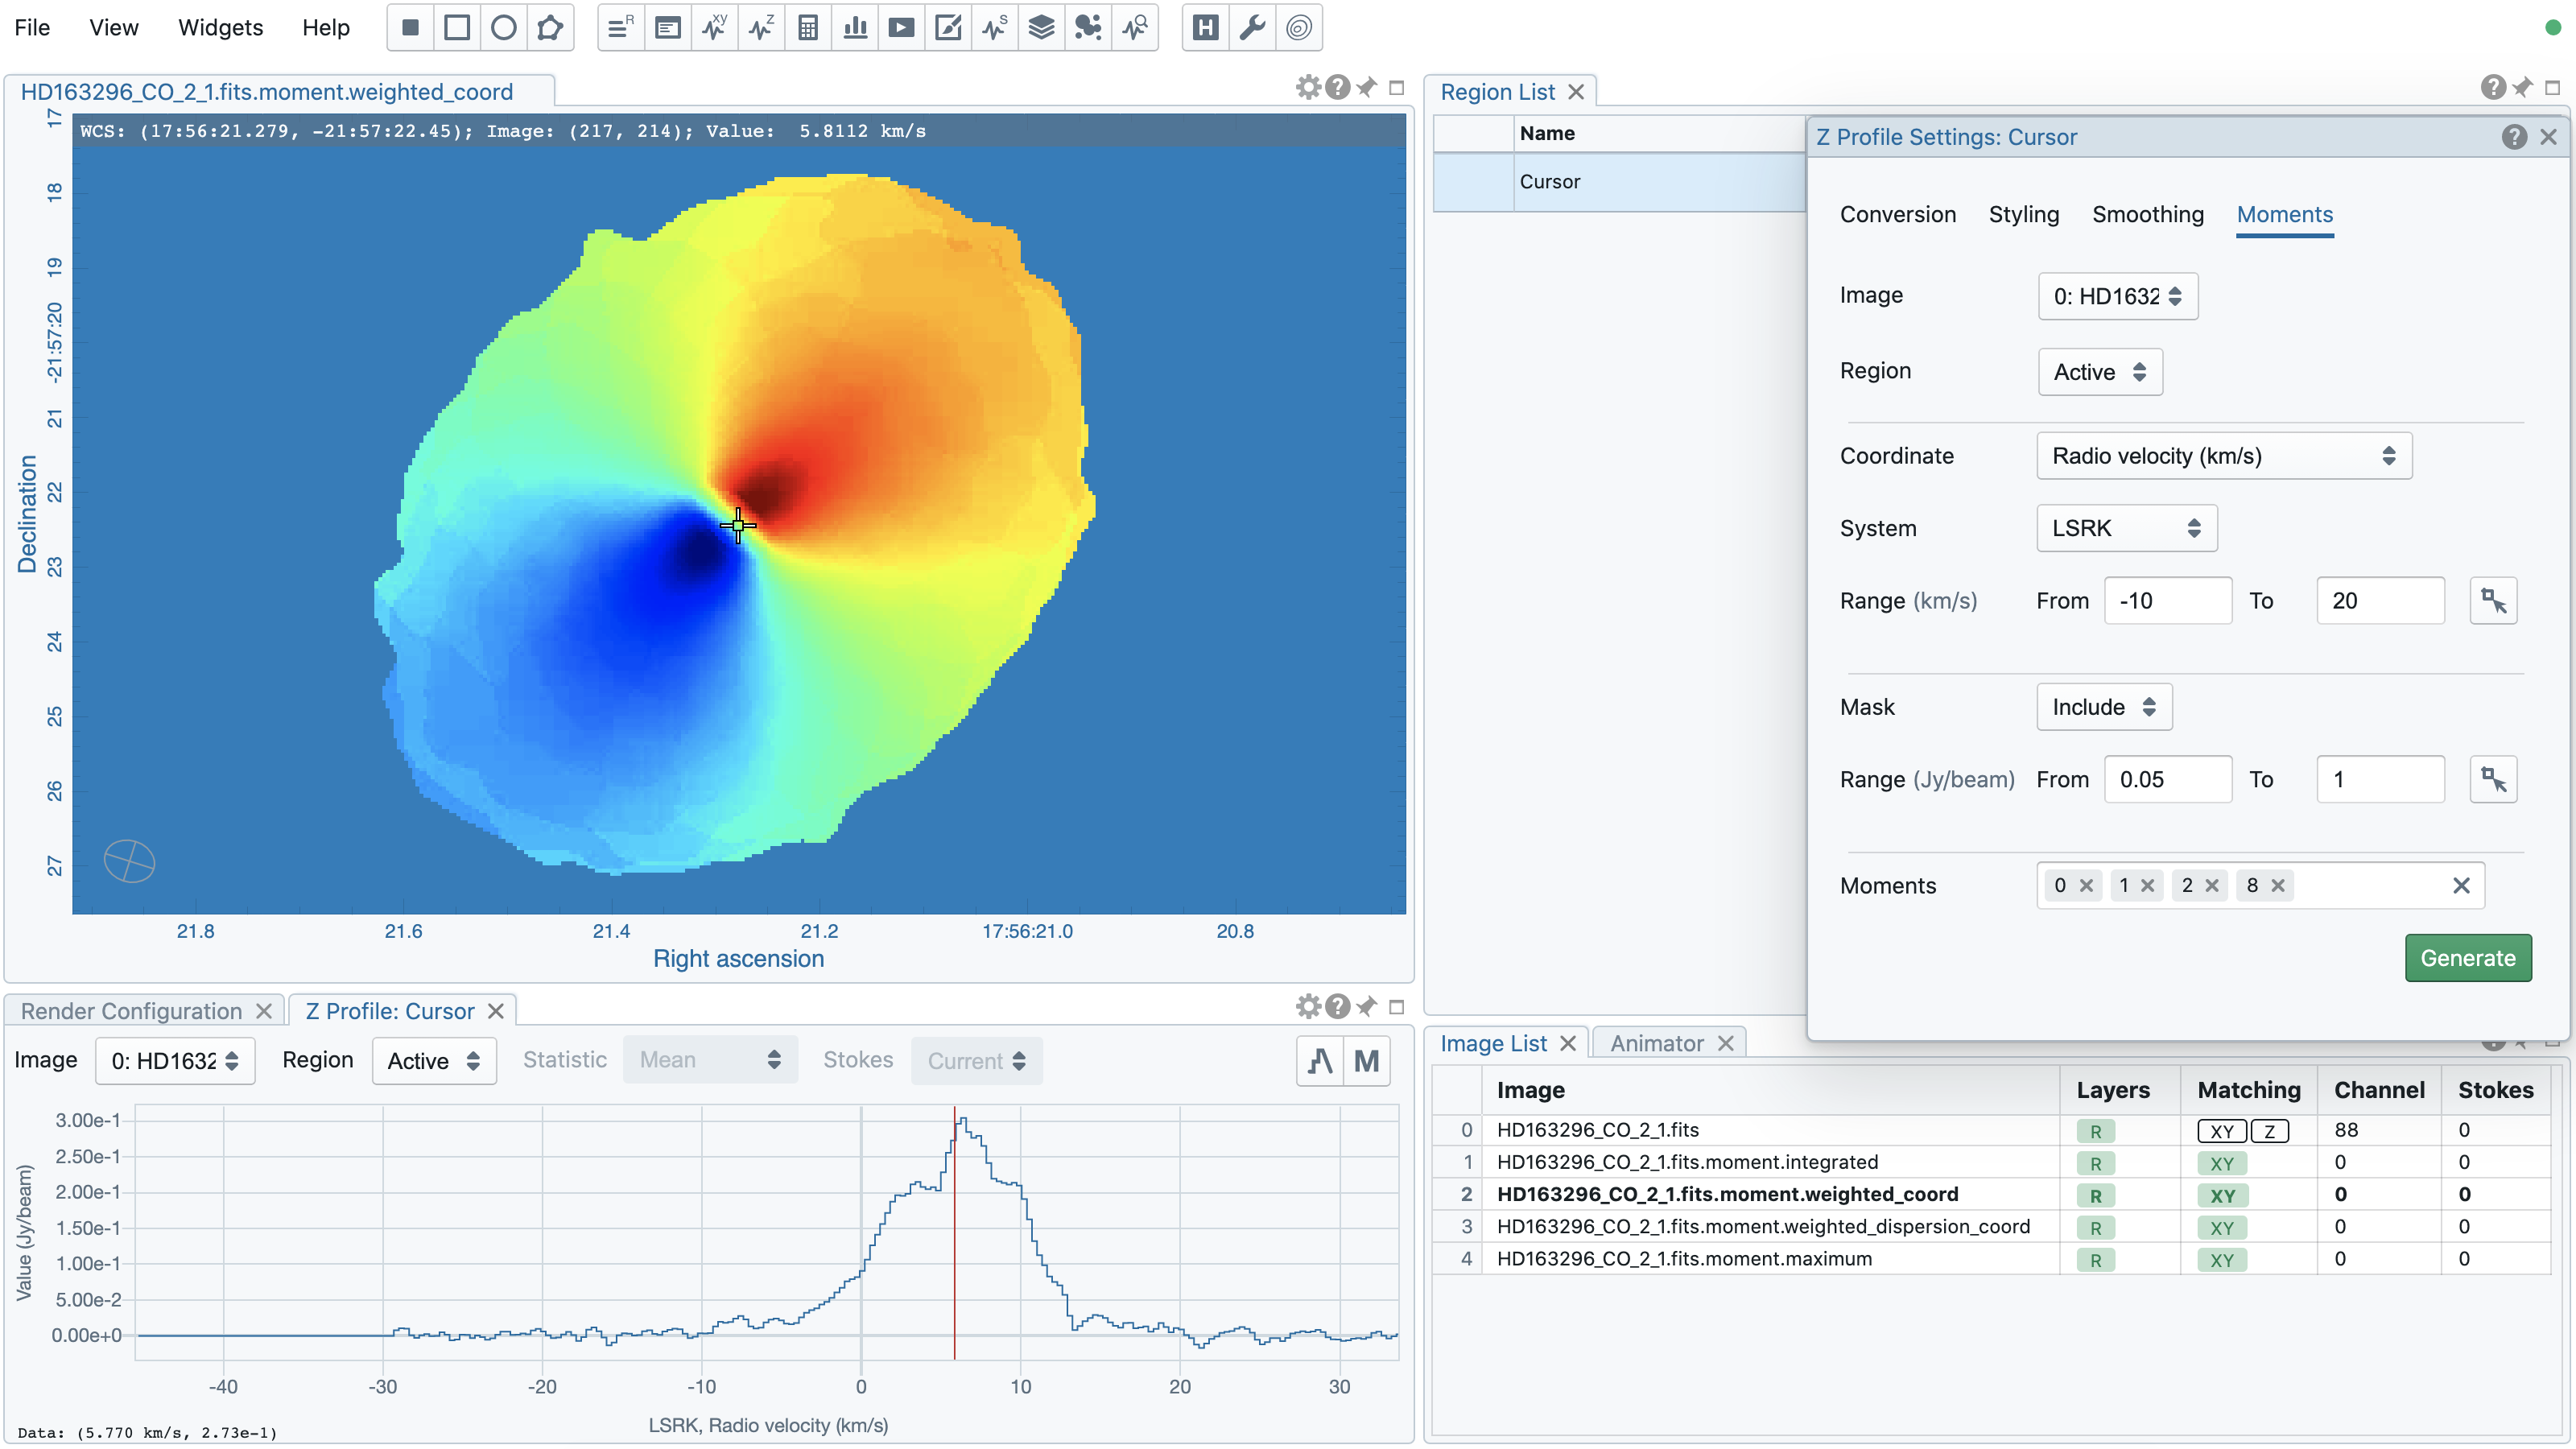 File View Widgets Help
R XY Z S H
HD163296_CO_2_1.fits.moment.weighted_coord
WCS: (17:56:21.279, -21:57:22.45); Image: (217, 214); Value: 5.8112 km/s
17
18
19
-21:57:20
21
22
23
24
25
26
27
Declination
21.8 21.6 21.4 21.2 17:56:21.0 20.8
Right ascension
Region List
Name
Cursor
Z Profile Settings: Cursor
Conversion Styling Smoothing Moments
Image 0: HD1632
Region Active
Coordinate Radio velocity (km/s)
System LSRK
Range (km/s) From -10 To 20
Mask Include
Range (Jy/beam) From 0.05 To 1
Moments 0 1 2 8
Generate
Render Configuration Z Profile: Cursor
Image 0: HD1632 Region Active Statistic Mean Stokes Current M
Value (Jy/beam)
3.00e-1
2.50e-1
2.00e-1
1.50e-1
1.00e-1
5.00e-2
0.00e+0
-40 -30 -20 -10 0 10 20 30
LSRK, Radio velocity (km/s)
Data: (5.770 km/s, 2.73e-1)
Image List Animator
Image Layers Matching Channel Stokes
0 HD163296_CO_2_1.fits R XY Z 88 0
1 HD163296_CO_2_1.fits.moment.integrated R XY 0 0
2 HD163296_CO_2_1.fits.moment.weighted_coord R XY 0 0
3 HD163296_CO_2_1.fits.moment.weighted_dispersion_coord R XY 0 0
4 HD163296_CO_2_1.fits.moment.maximum R XY 0 0